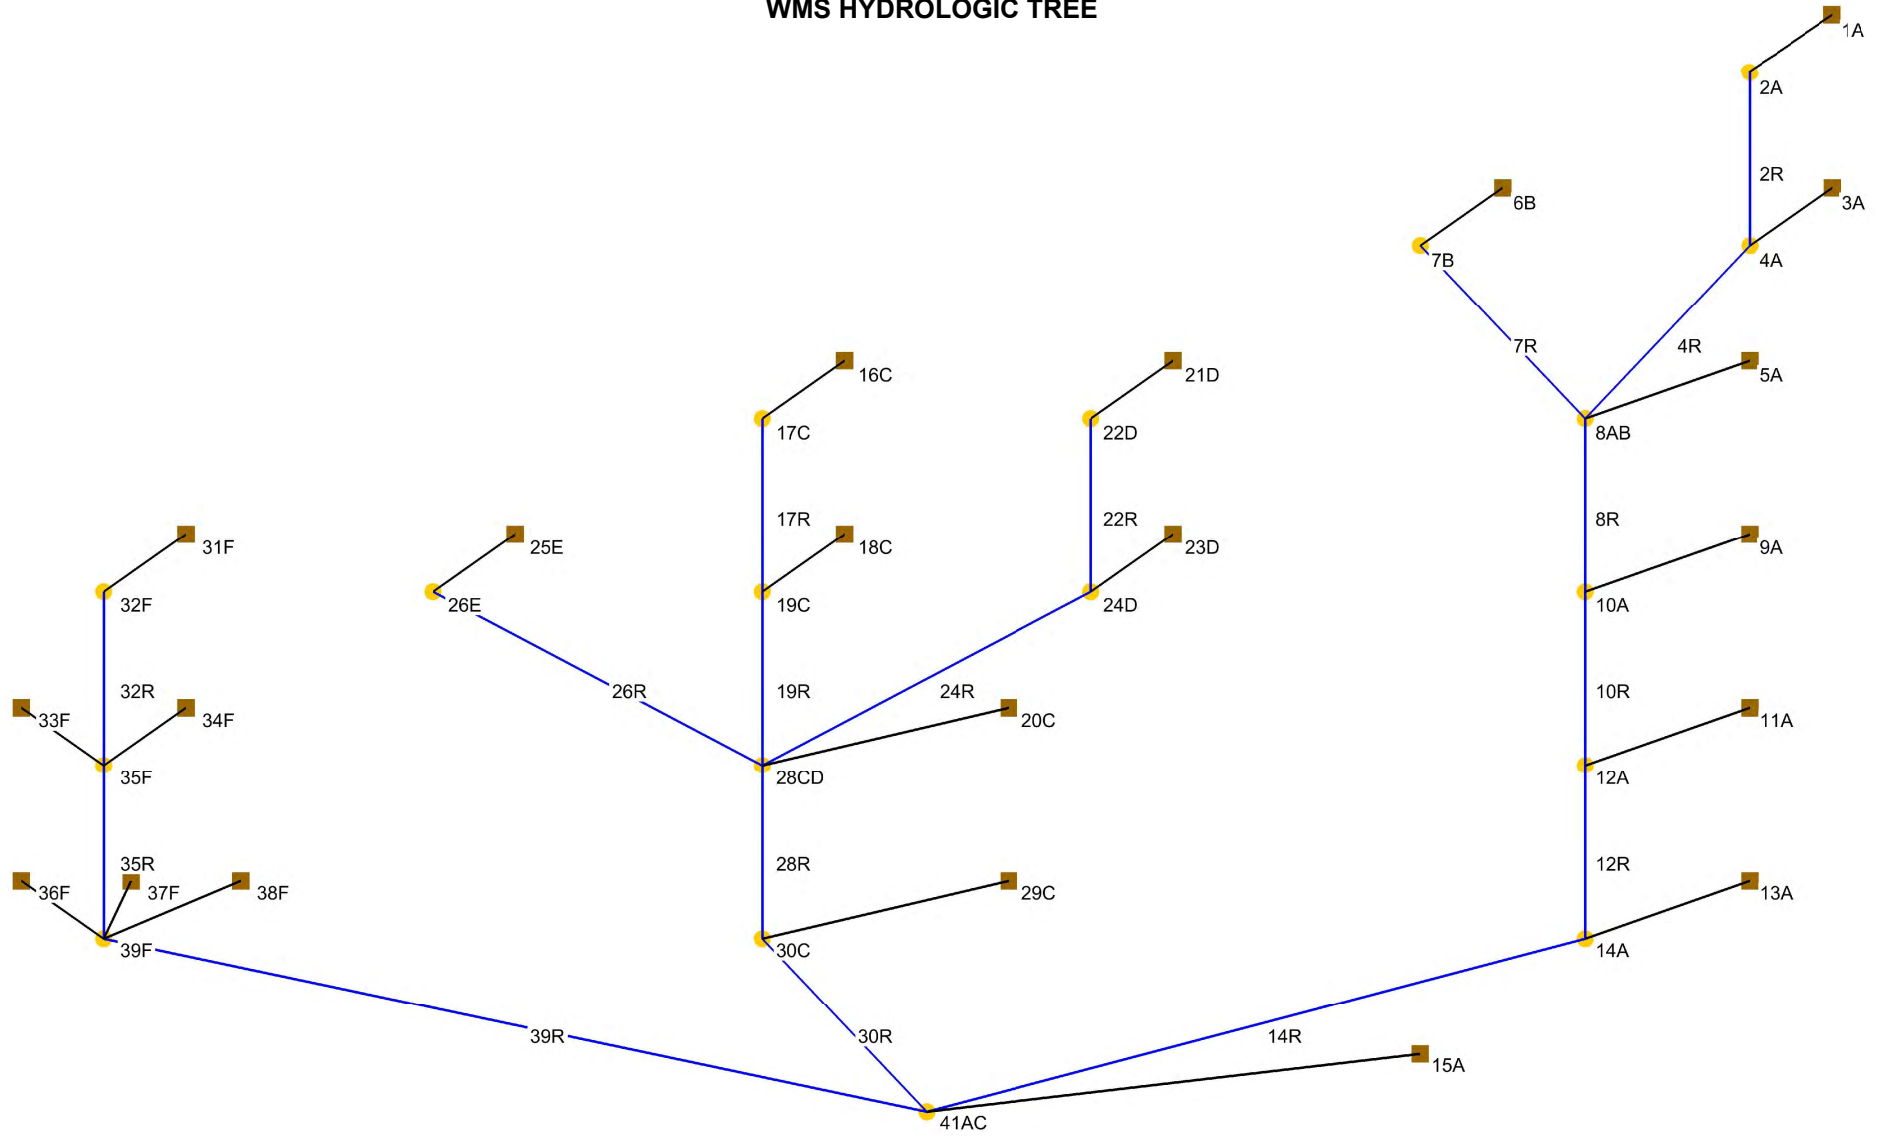 WMS HYDROLOGIC TREE
1A
2A
2R
6B
3A
7B
4A
7R
4R
16C
21D
5A
17C
22D
8AB
17R
22R
8R
31F
25E
18C
23D
9A
32F
26E
19C
24D
10A
32R
26R
19R
24R
10R
33F
34F
20C
11A
35F
28CD
12A
35R
28R
12R
36F
37F
38F
29C
13A
39F
30C
14A
39R
30R
14R
15A
41AC